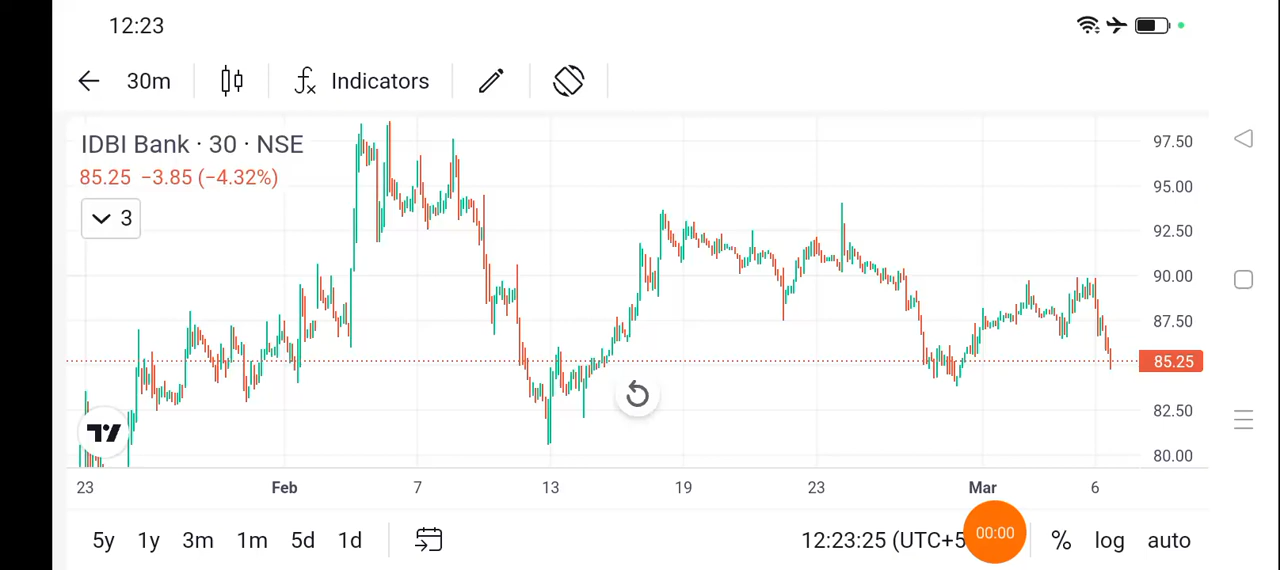 12:23
30m
Indicators
IDBI Bank · 30 · NSE
85.25 −3.85 (−4.32%)
3
97.50
95.00
92.50
90.00
87.50
85.25
82.50
80.00
23 Feb 7 13 19 23 Mar 6
5y 1y 3m 1m 5d 1d
12:23:25 (UTC+5
00:00
% log auto